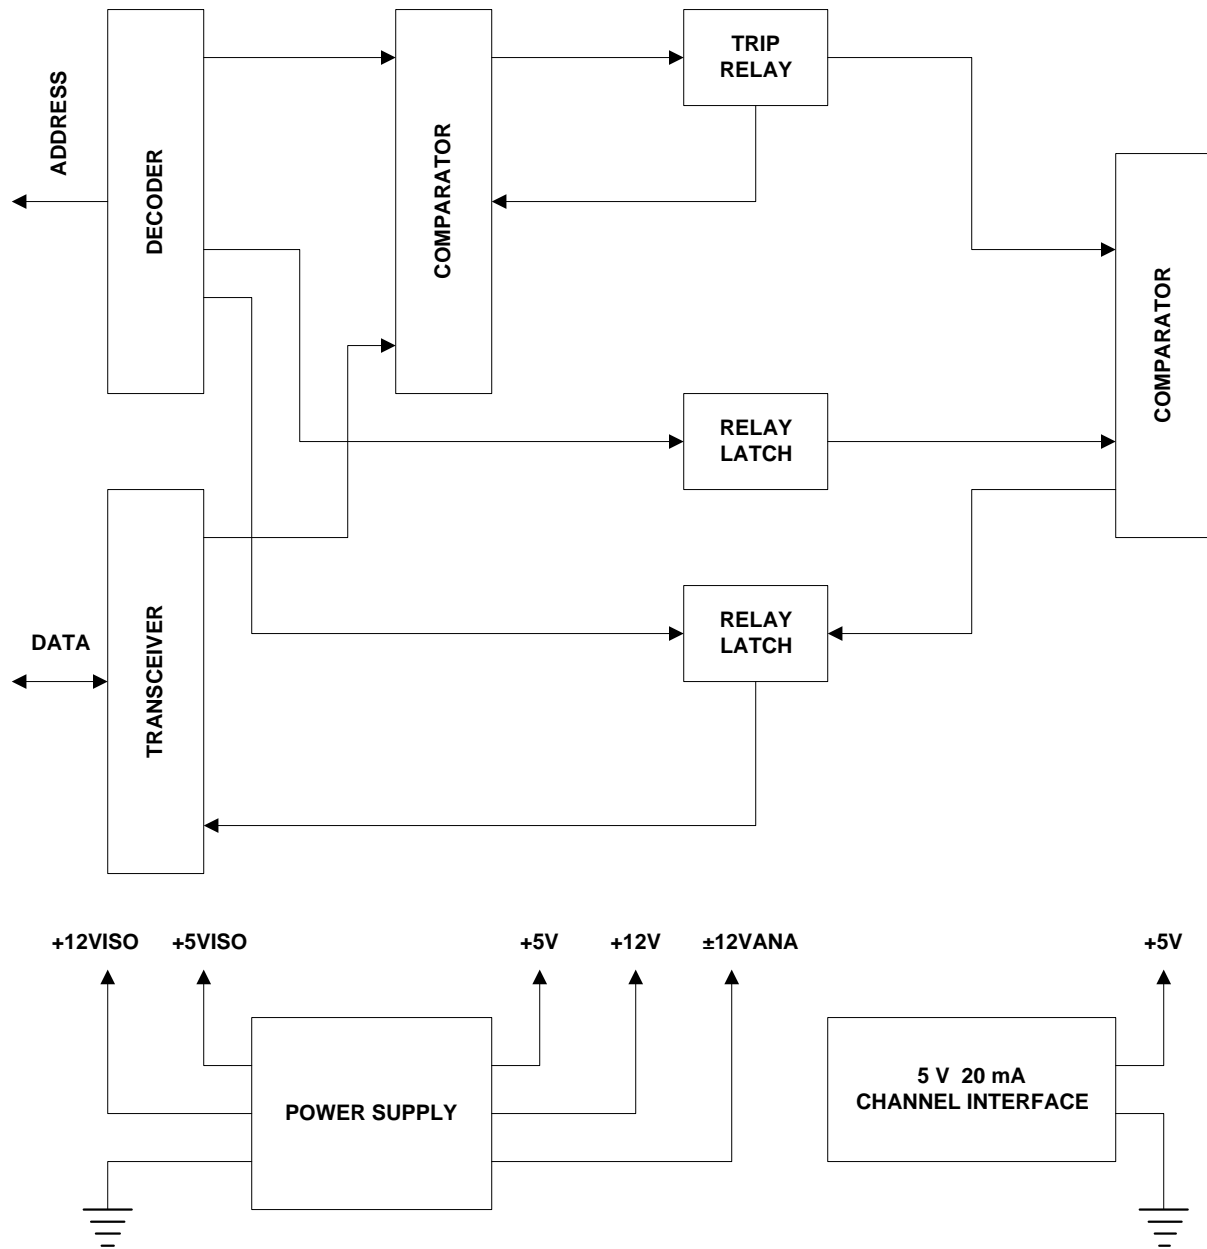 TRIP
RELAY
ADDRESS
DECODER
COMPARATOR
COMPARATOR
RELAY
LATCH
RELAY
LATCH
DATA
TRANSCEIVER
+12VISO
+5VISO
+5V
+12V
±12VANA
+5V
POWER SUPPLY
5 V 20 mA
CHANNEL INTERFACE